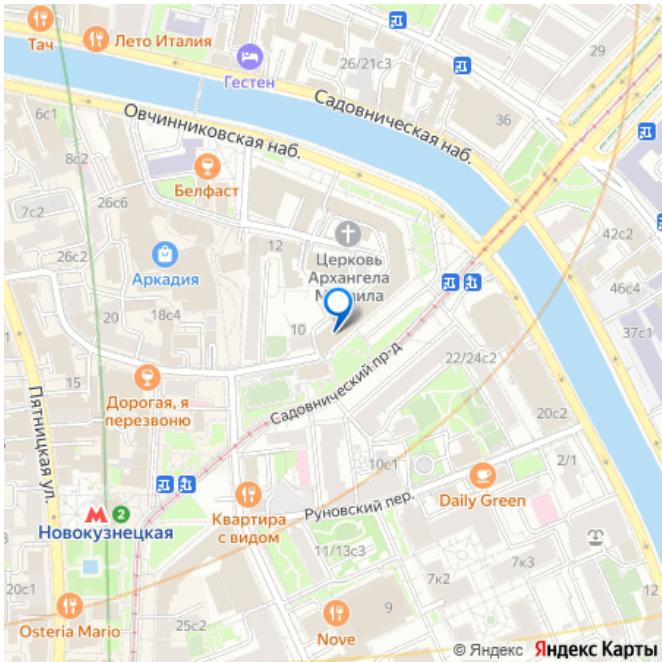 Тач
Лето Италия
Гестен
26/21с3
29
Садовническая наб.
36
6с1
Овчинниковская наб.
8с2
Белфаст
7с2
26с6
12
Церковь
Архангела
М
ила
42с2
26с2
Аркадия
46с4
20
18с4
10
37с1
22/24с2
15
Дорогая, я
перезвоню
Садовнический пр-д
20с2
Пятницкая ул.
10с1
2/1
Daily Green
М 2
Новокузнецкая
Квартира
с видом
Руновский пер.
11/13с3
7к2
7к3
20с1
12
Osteria Mario
25с2
9
Nove
© Яндекс Яндекс Карты